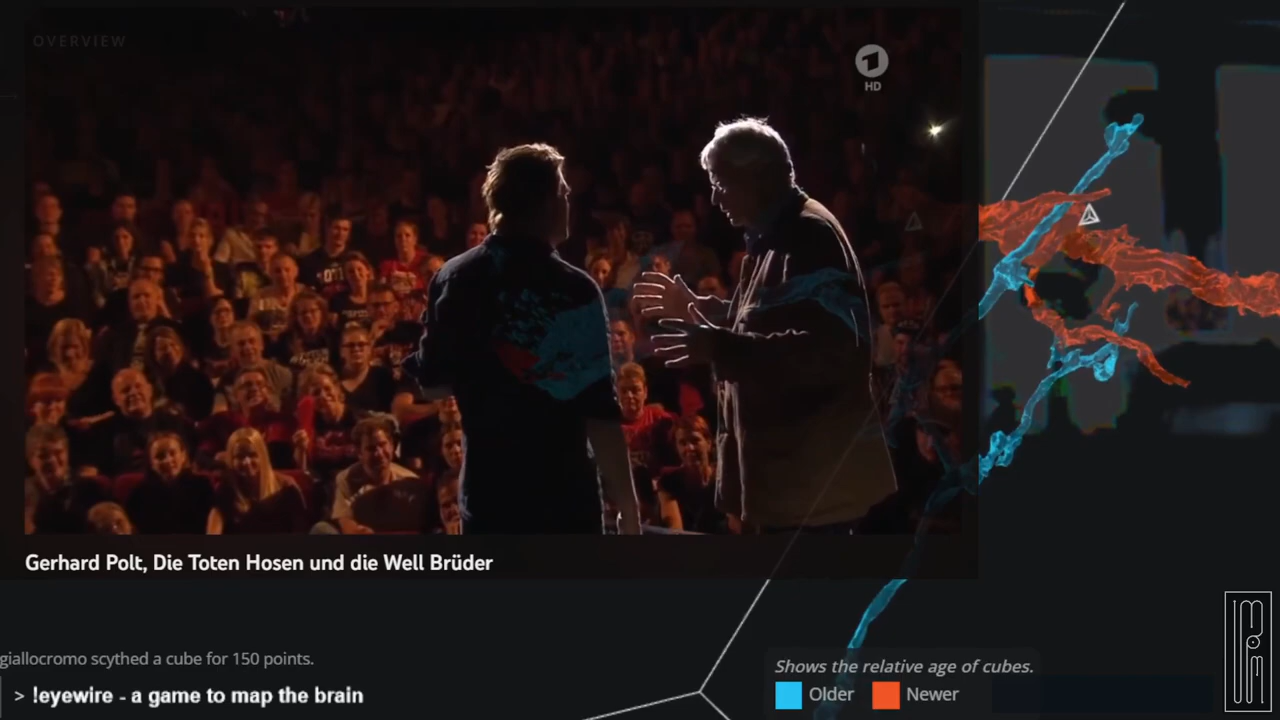 OVERVIEW
1
HD
Gerhard Polt, Die Toten Hosen und die Well Brüder
giallocromo scythed a cube for 150 points.
> !eyewire - a game to map the brain
Shows the relative age of cubes.
Older
Newer